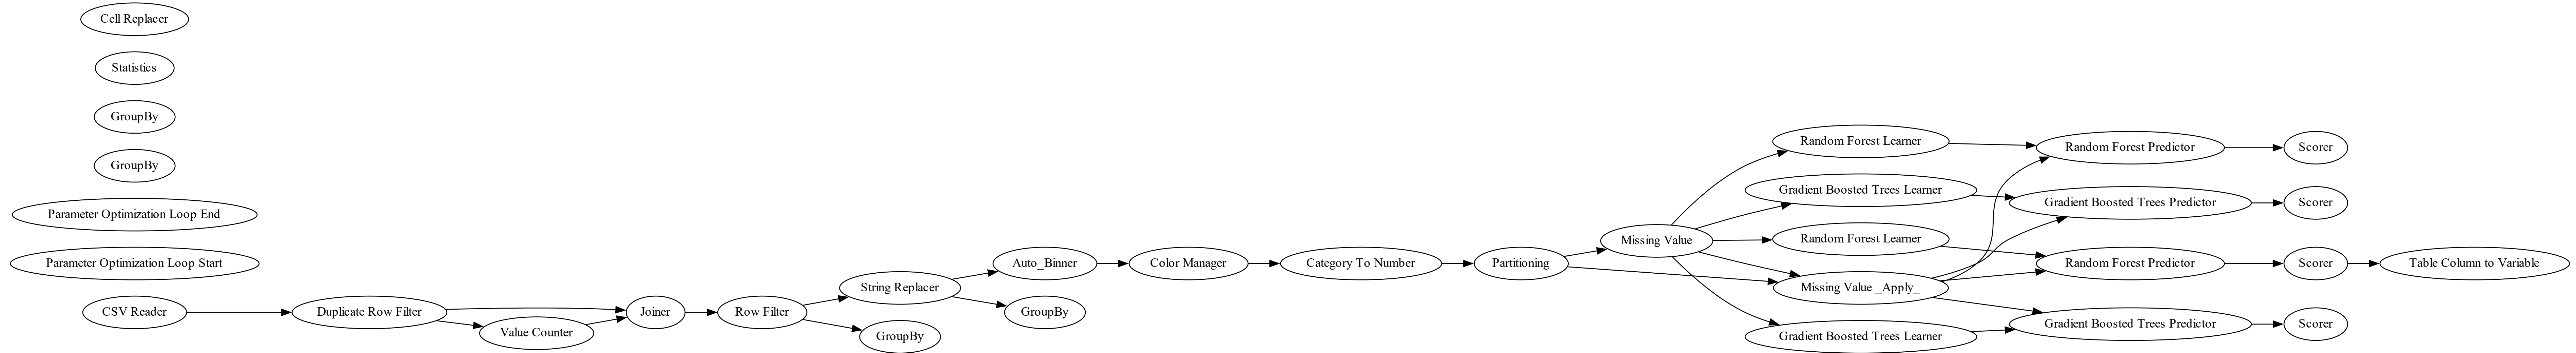 Cell Replacer
Statistics
GroupBy
GroupBy
Parameter Optimization Loop End
Parameter Optimization Loop Start
CSV Reader
Duplicate Row Filter
Value Counter
Joiner
Row Filter
String Replacer
GroupBy
Auto_Binner
GroupBy
Color Manager
Category To Number
Partitioning
Missing Value
Random Forest Learner
Gradient Boosted Trees Learner
Random Forest Learner
Missing Value _Apply_
Gradient Boosted Trees Learner
Random Forest Predictor
Gradient Boosted Trees Predictor
Random Forest Predictor
Gradient Boosted Trees Predictor
Scorer
Scorer
Scorer
Scorer
Table Column to Variable